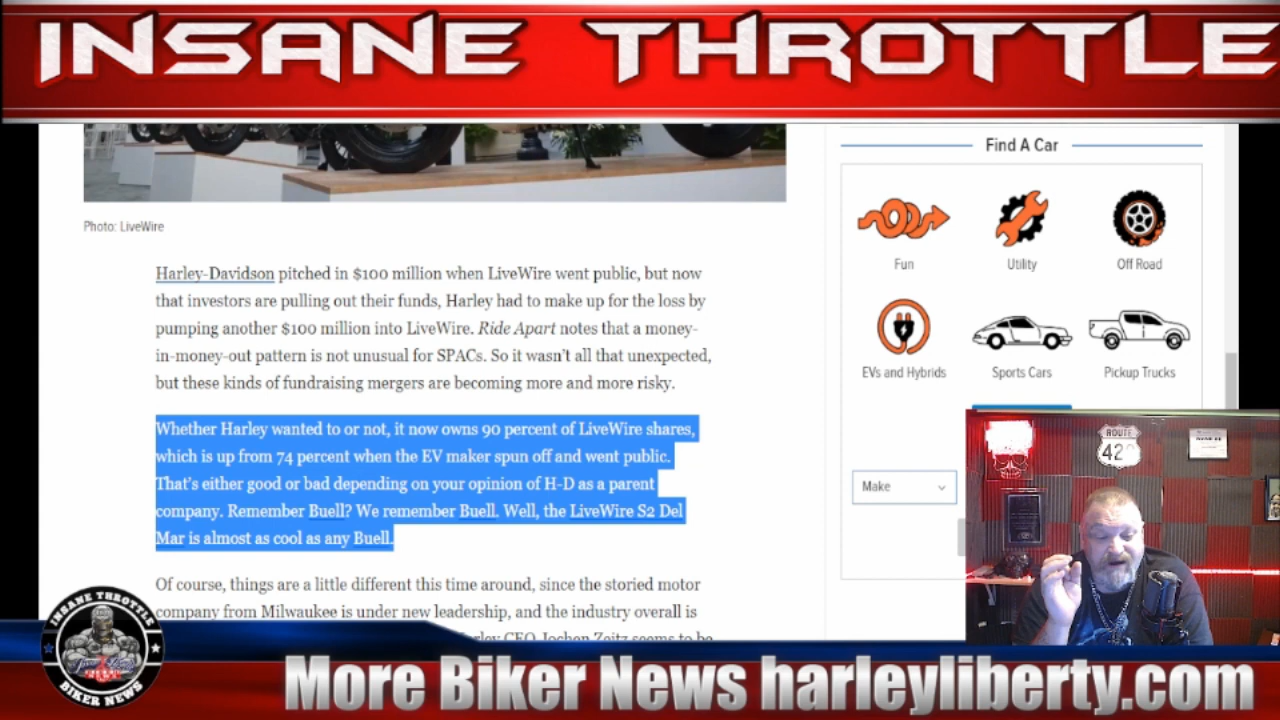 INSANE THROTTLE
Find A Car
Fun
Utility
Off Road
EVs and Hybrids
Sports Cars
Pickup Trucks
Make
Photo: LiveWire
Harley-Davidson pitched in $100 million when LiveWire went public, but now
that investors are pulling out their funds, Harley had to make up for the loss by
pumping another $100 million into LiveWire. Ride Apart notes that a money-
in-money-out pattern is not unusual for SPACs. So it wasn't all that unexpected,
but these kinds of fundraising mergers are becoming more and more risky.
Whether Harley wanted to or not, it now owns 90 percent of LiveWire shares,
which is up from 74 percent when the EV maker spun off and went public.
That's either good or bad depending on your opinion of H-D as a parent
company. Remember Buell? We remember Buell. Well, the LiveWire S2 Del
Mar is almost as cool as any Buell.
Of course, things are a little different this time around, since the storied motor
company from Milwaukee is under new leadership, and the industry overall is
CEO Jochen Zeitz seems to be
ROUTE
42
INSANE THROTTLE
BIKER NEWS
More Biker News harleyliberty.com